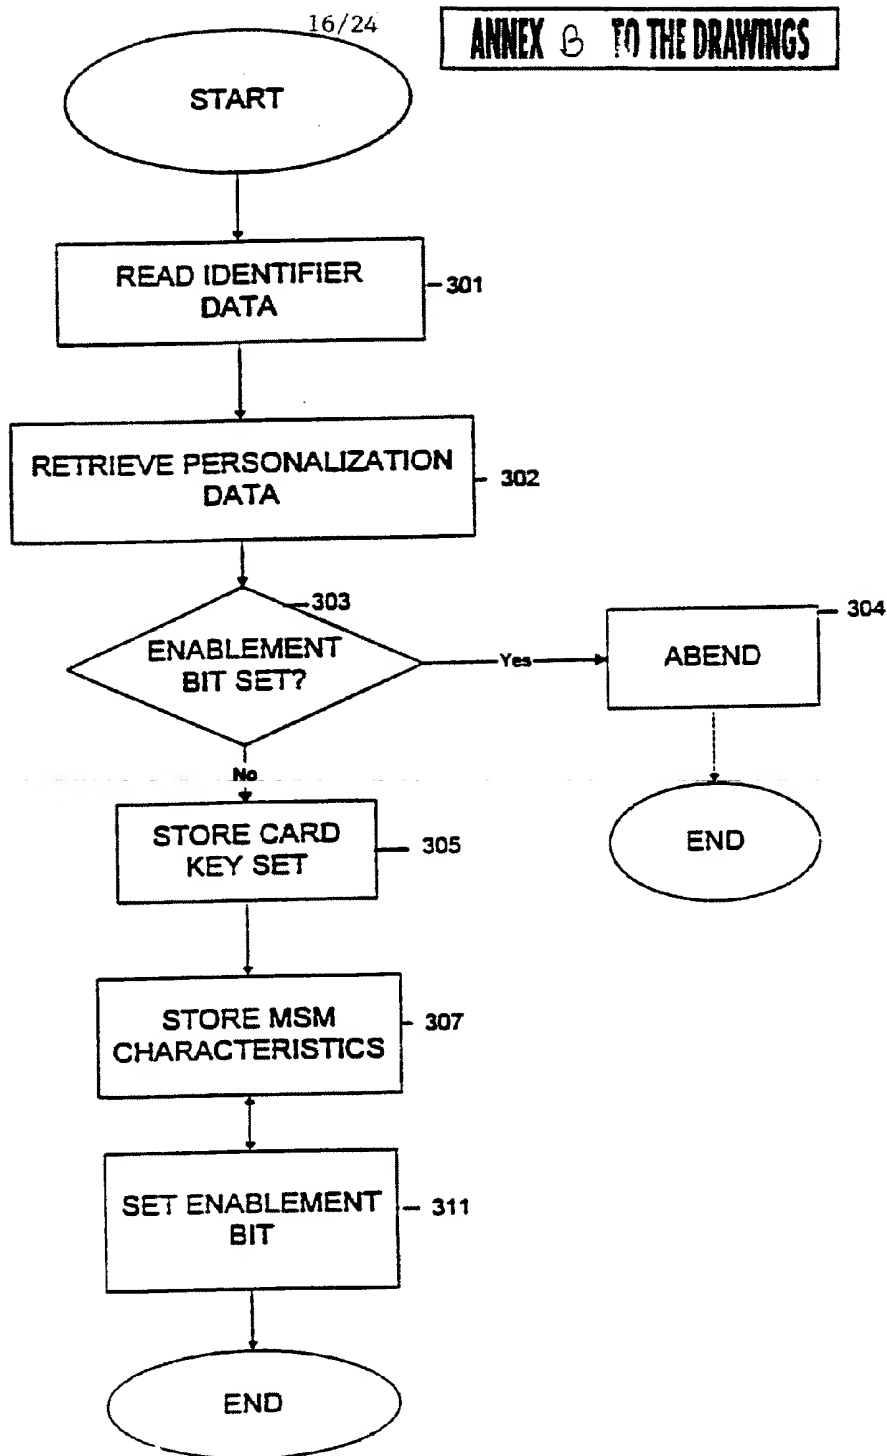 16/24
ANNEX B TO THE DRAWINGS
START
READ IDENTIFIER
DATA
301
RETRIEVE PERSONALIZATION
DATA
302
303
ENABLEMENT
BIT SET?
Yes
304
ABEND
END
No
STORE CARD
KEY SET
305
STORE MSM
CHARACTERISTICS
307
SET ENABLEMENT
BIT
311
END